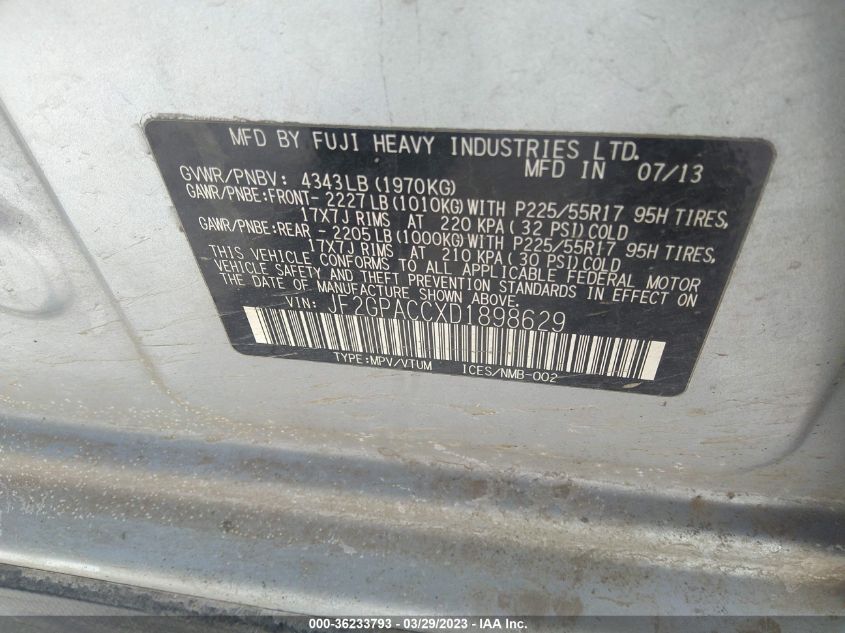 MFD BY FUJI HEAVY INDUSTRIES LTD.
MFD IN 07/13
GVWR/PNBV: 4343LB(1970KG)
GAWR/PNBE:FRONT- 2227LB(1010KG)WITH P225/55R17 95H TIRES,
17X7J RIMS AT 220 KPA( 32 PSI)COLD
GAWR/PNBE:REAR - 2205LB(1000KG)WITH P225/55R17 95H TIRES,
17X7J RIMS AT 210 KPA( 30 PSI)COLD
THIS VEHICLE CONFORMS TO ALL APPLICABLE FEDERAL MOTOR
VEHICLE SAFETY AND THEFT PREVENTION STANDARDS IN EFFECT ON
THE DATE OF MANUFACTURE SHOWN ABOVE.
VIN: JF2GPACCXD1898629
TYPE:MPV/VTUM ICES/NMB-002
000-36233793 - 03/29/2023 - IAA Inc.